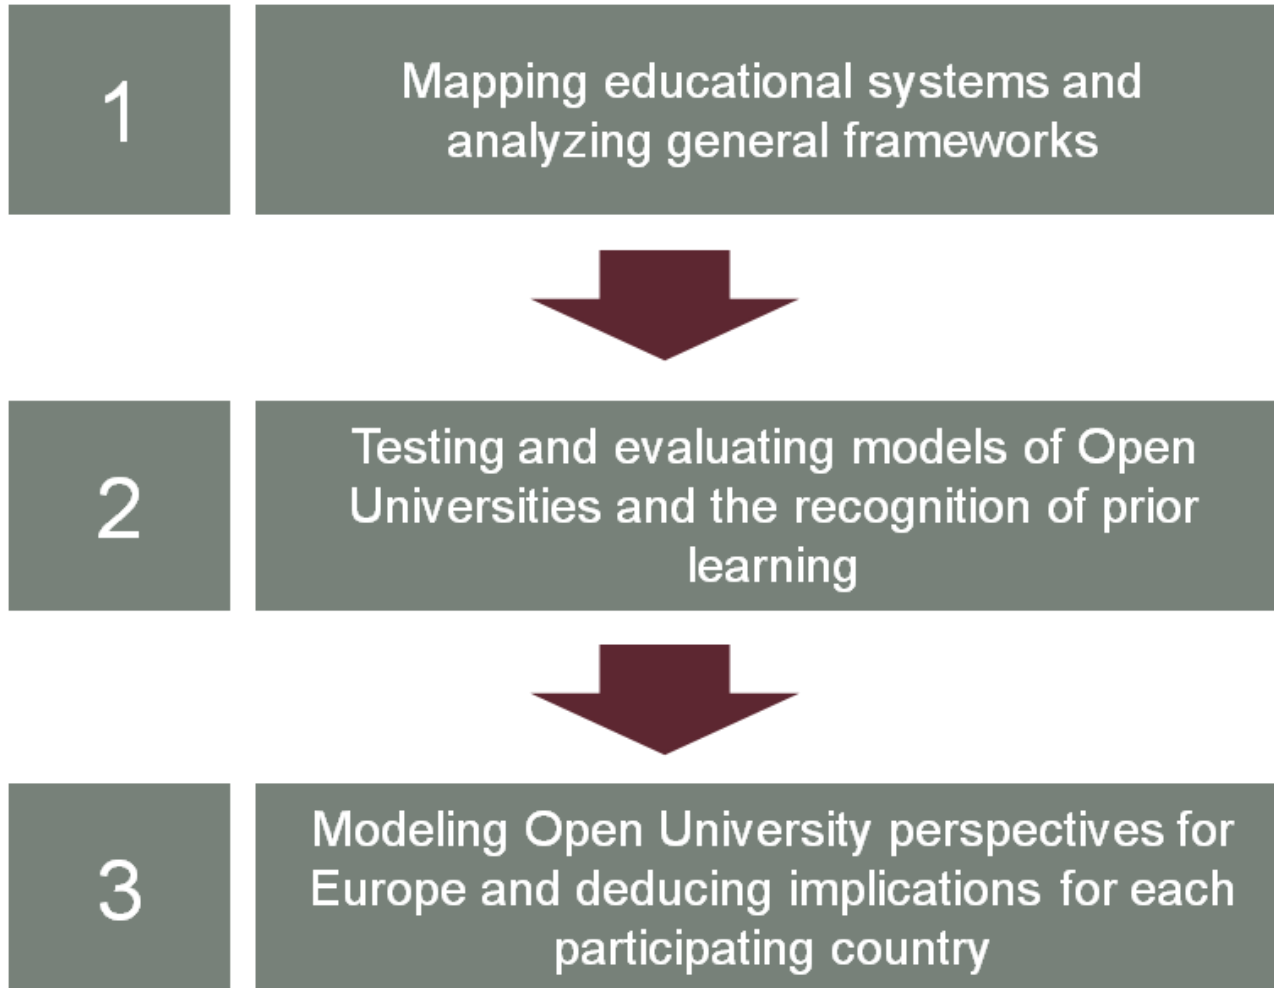 1
Mapping educational systems and
analyzing general frameworks
2
Testing and evaluating models of Open
Universities and the recognition of prior
learning
3
Modeling Open University perspectives for
Europe and deducing implications for each
participating country